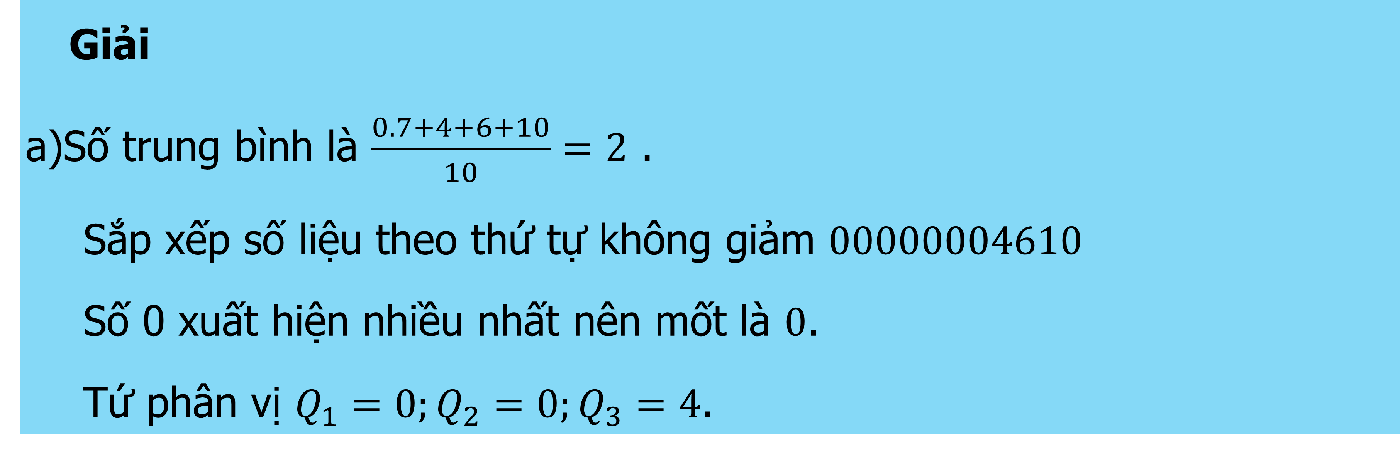 Giải
a)Số trung bình là \frac{0.7+4+6+10}{10} = 2 .
Sắp xếp số liệu theo thứ tự không giảm 00000004610
Số 0 xuất hiện nhiều nhất nên mốt là 0.
Tứ phân vị Q₁ = 0; Q₂ = 0; Q₃ = 4.